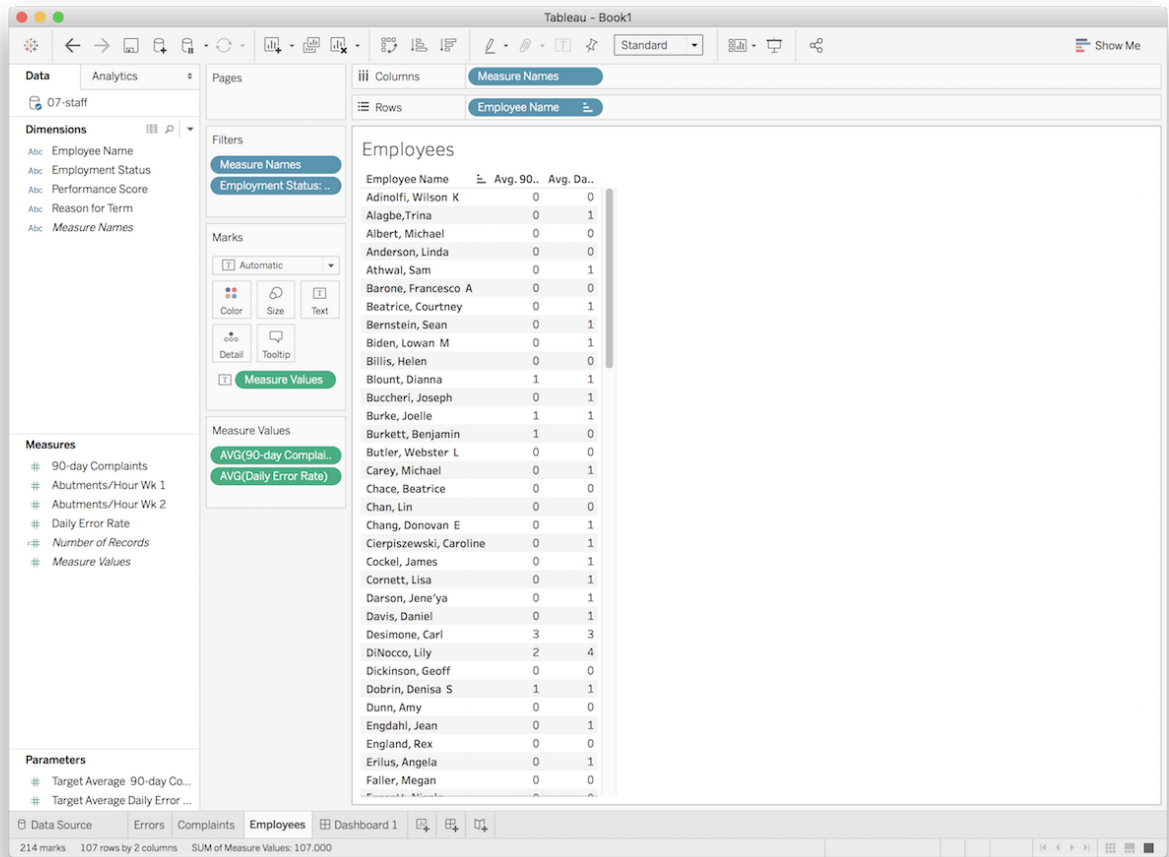 Tableau - Book1
Standard
Show Me
Data
Analytics
07-staff
Dimensions
Abc Employee Name
Abc Employment Status
Abc Performance Score
Abc Reason for Term
Abc Measure Names
Measures
# 90-day Complaints
# Abutments/Hour Wk 1
# Abutments/Hour Wk 2
# Daily Error Rate
=# Number of Records
# Measure Values
Parameters
# Target Average 90-day Co...
# Target Average Daily Error ...
Pages
Filters
Measure Names
Employment Status: ..
Marks
T Automatic
Color Size T Text
Detail Tooltip
T Measure Values
Measure Values
AVG(90-day Complai..
AVG(Daily Error Rate)
Columns Measure Names
Rows Employee Name
Employees
Employee Name Avg. 90.. Avg. Da..
Adinolfi, Wilson K 0 0
Alagbe,Trina 0 1
Albert, Michael 0 0
Anderson, Linda 0 0
Athwal, Sam 0 1
Barone, Francesco A 0 0
Beatrice, Courtney 0 1
Bernstein, Sean 0 1
Biden, Lowan M 0 1
Billis, Helen 0 0
Blount, Dianna 1 1
Buccheri, Joseph 0 1
Burke, Joelle 1 1
Burkett, Benjamin 1 0
Butler, Webster L 0 0
Carey, Michael 0 1
Chace, Beatrice 0 0
Chan, Lin 0 0
Chang, Donovan E 0 1
Cierpiszewski, Caroline 0 1
Cockel, James 0 1
Cornett, Lisa 0 1
Darson, Jene'ya 0 1
Davis, Daniel 0 1
Desimone, Carl 3 3
DiNocco, Lily 2 4
Dickinson, Geoff 0 0
Dobrin, Denisa S 1 1
Dunn, Amy 0 0
Engdahl, Jean 0 1
England, Rex 0 0
Erilus, Angela 0 1
Faller, Megan 0 0
Data Source Errors Complaints Employees Dashboard 1
214 marks 107 rows by 2 columns SUM of Measure Values: 107.000